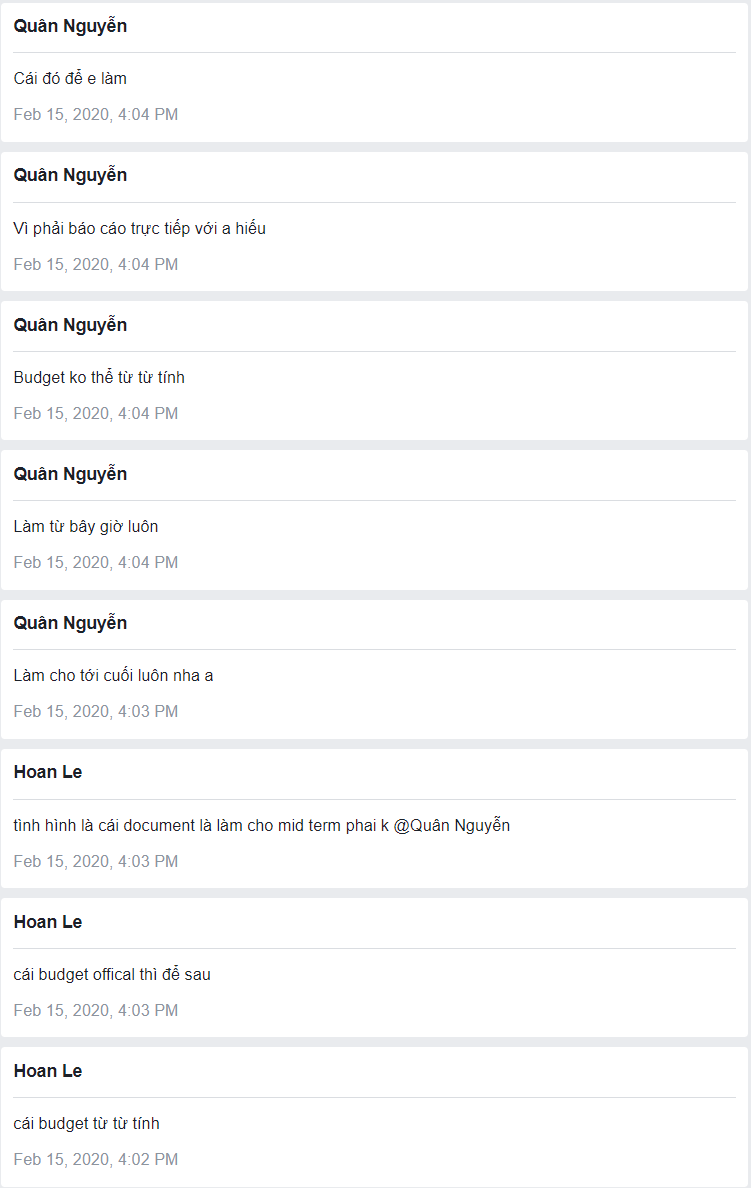 Quân Nguyễn
Cái đó để e làm
Feb 15, 2020, 4:04 PM
Quân Nguyễn
Vì phải báo cáo trực tiếp với a hiếu
Feb 15, 2020, 4:04 PM
Quân Nguyễn
Budget ko thể từ từ tính
Feb 15, 2020, 4:04 PM
Quân Nguyễn
Làm từ bây giờ luôn
Feb 15, 2020, 4:04 PM
Quân Nguyễn
Làm cho tới cuối luôn nha a
Feb 15, 2020, 4:03 PM
Hoan Le
tình hình là cái document là làm cho mid term phai k @Quân Nguyễn
Feb 15, 2020, 4:03 PM
Hoan Le
cái budget offical thì để sau
Feb 15, 2020, 4:03 PM
Hoan Le
cái budget từ từ tính
Feb 15, 2020, 4:02 PM